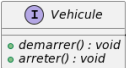 I Vehicule
demarrer() : void
arreter() : void